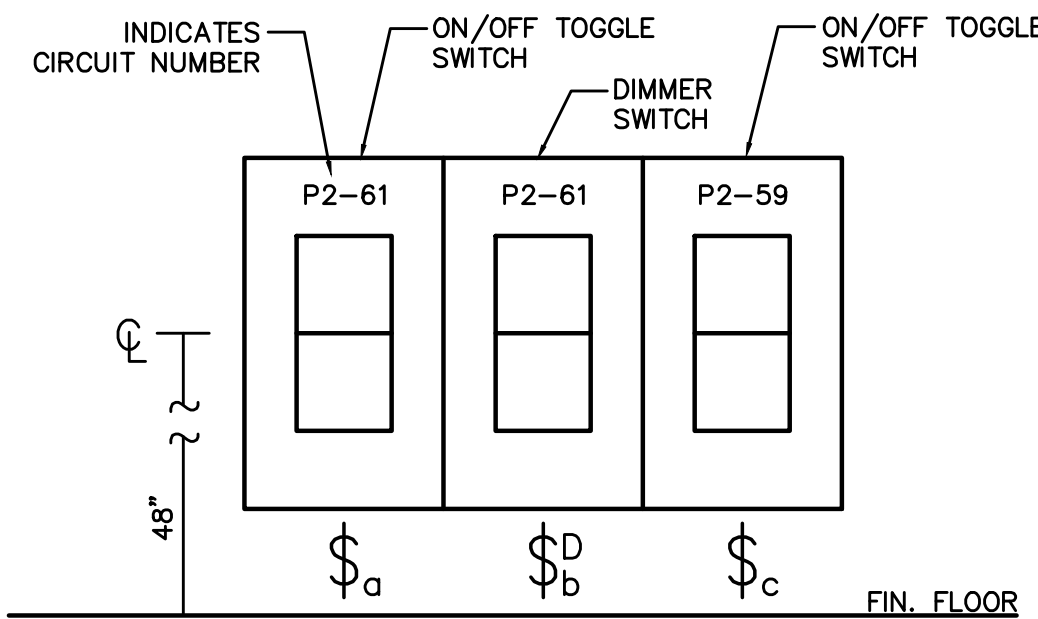 INDICATES
CIRCUIT NUMBER
ON/OFF TOGGLE
SWITCH
DIMMER
SWITCH
ON/OFF TOGGLE
SWITCH
P2-61
P2-61
P2-59
℄
48"
$a
$D b
$c
FIN. FLOOR